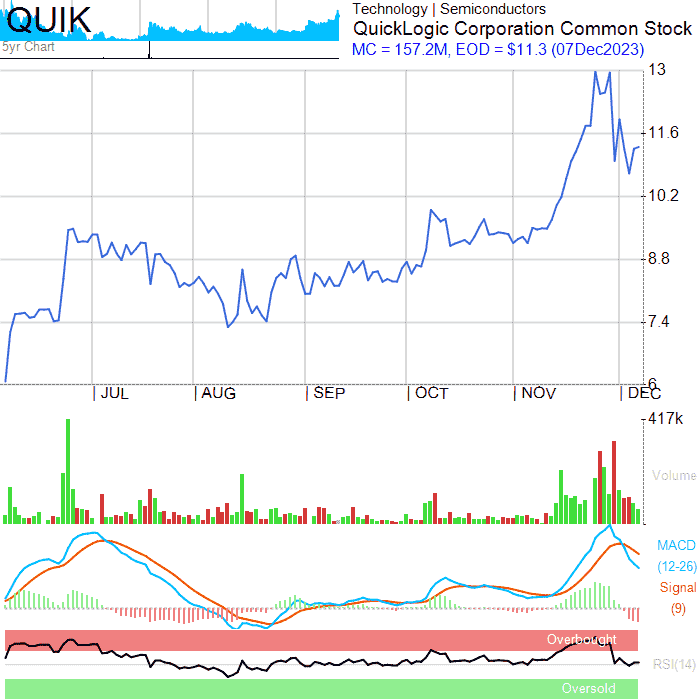 QUIK
5yr Chart
Technology | Semiconductors
QuickLogic Corporation Common Stock
MC = 157.2M, EOD = $11.3 (07Dec2023)
13
11.6
10.2
8.8
7.4
6
JUL AUG SEP OCT NOV DEC
417k
Volume
MACD
(12-26)
Signal
(9)
Overbought
RSI(14)
Oversold